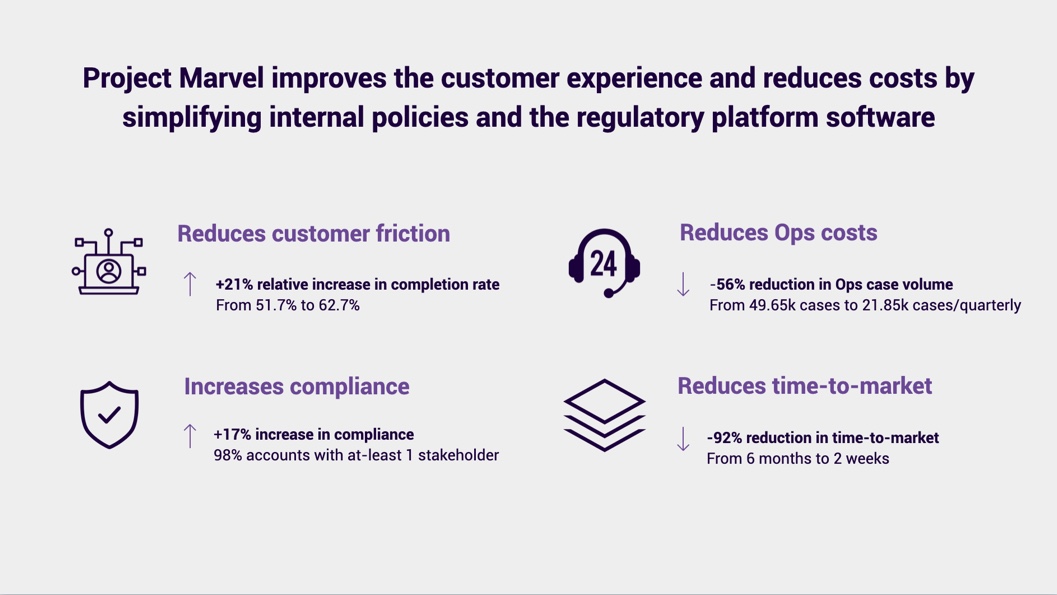 Project Marvel improves the customer experience and reduces costs by
simplifying internal policies and the regulatory platform software
Reduces customer friction
+21% relative increase in completion rate
From 51.7% to 62.7%
24
Reduces Ops costs
-56% reduction in Ops case volume
From 49.65k cases to 21.85k cases/quarterly
Increases compliance
+17% increase in compliance
98% accounts with at-least 1 stakeholder
Reduces time-to-market
-92% reduction in time-to-market
From 6 months to 2 weeks